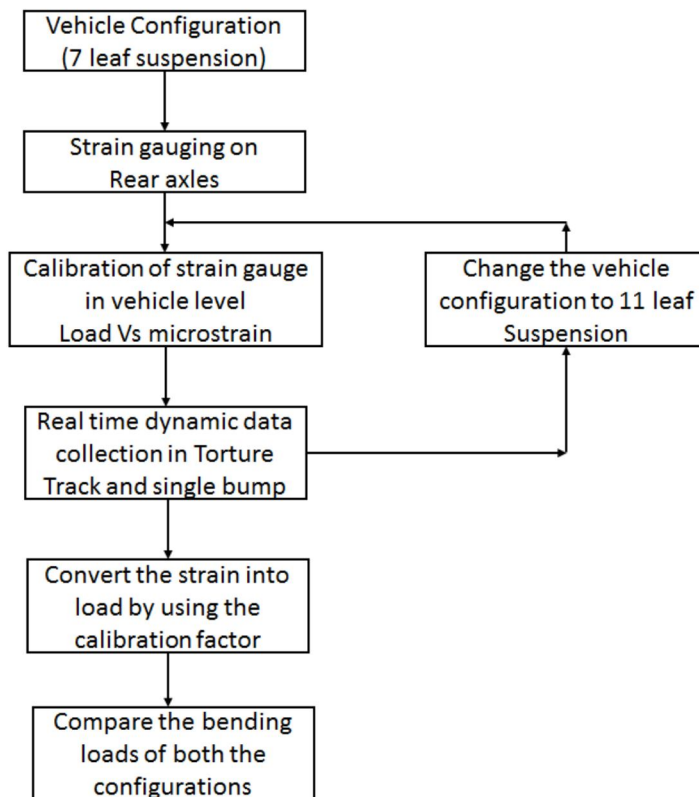 Vehicle Configuration
(7 leaf suspension)
Strain gauging on
Rear axles
Calibration of strain gauge
in vehicle level
Load Vs microstrain
Change the vehicle
configuration to 11 leaf
Suspension
Real time dynamic data
collection in Torture
Track and single bump
Convert the strain into
load by using the
calibration factor
Compare the bending
loads of both the
configurations